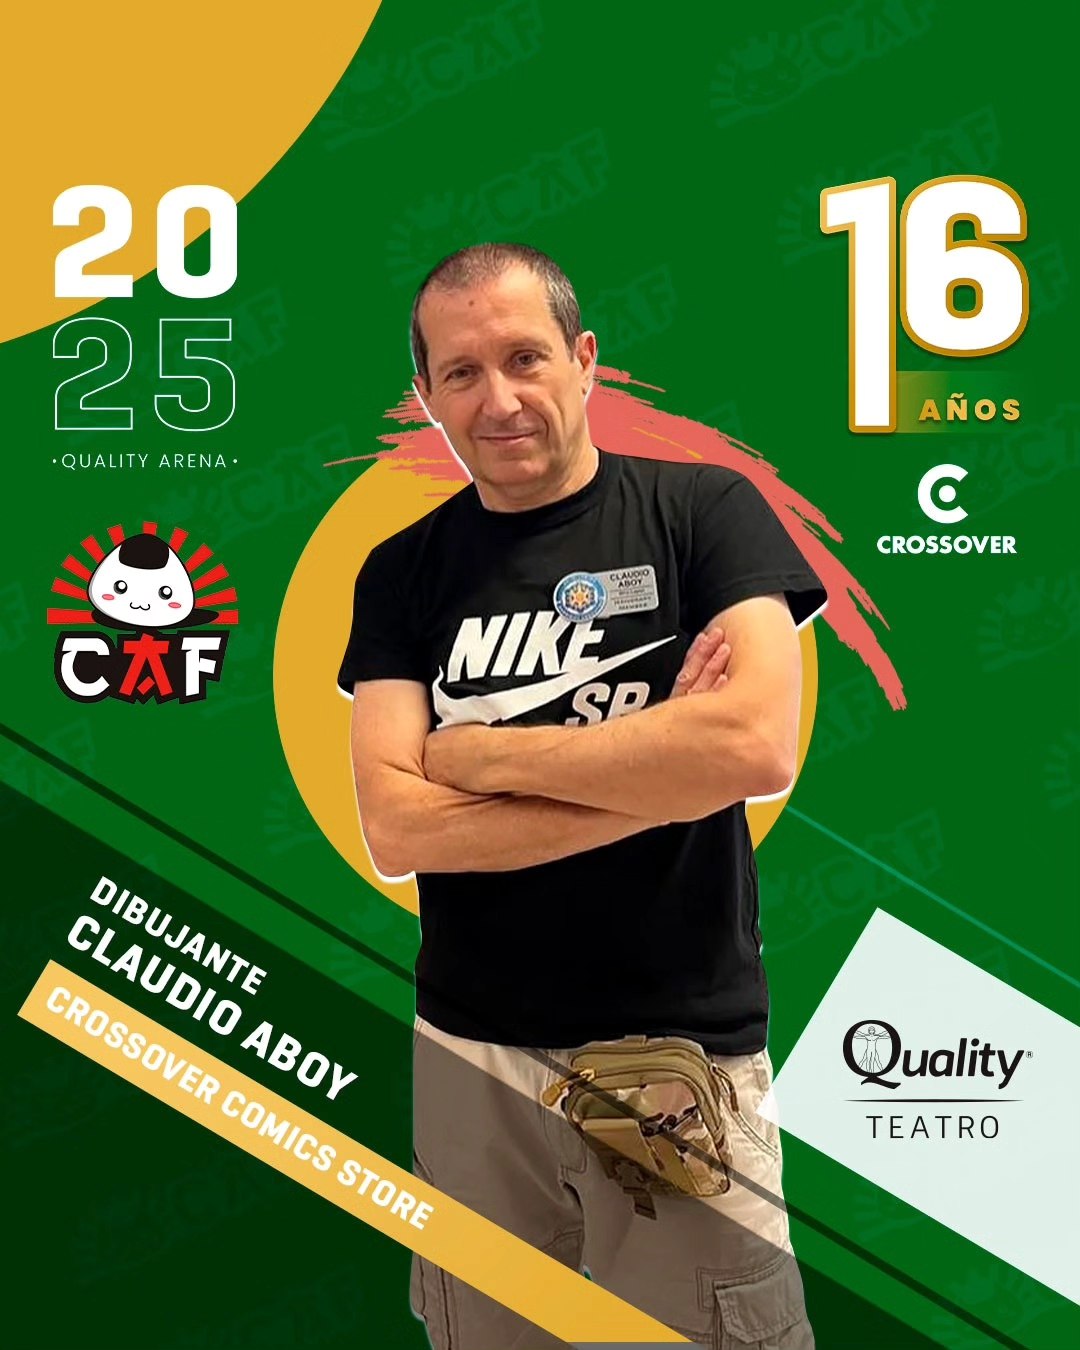 20
25
•QUALITY ARENA•
16
AÑOS
CROSSOVER
CAF
CLAUDIO
ABOY
MEMBER
NIKE
SB
DIBUJANTE
CLAUDIO ABOY
CROSSOVER COMICS STORE
Quality®
TEATRO